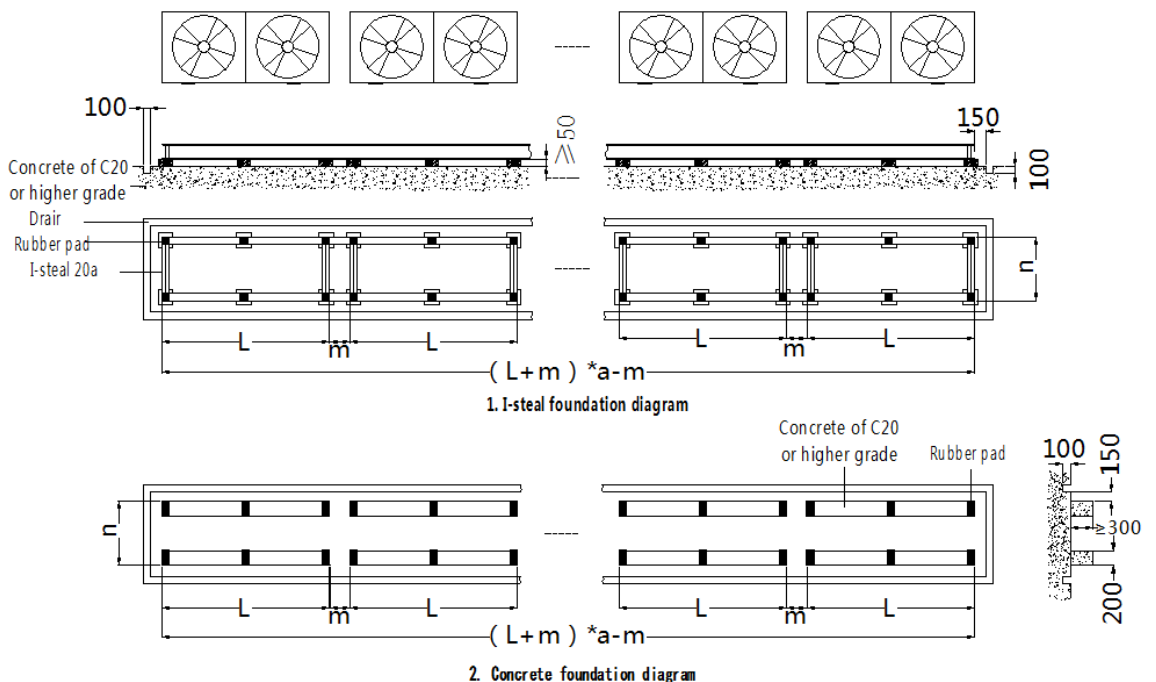 100
≥50
150
100
Concrete of C20
or higher grade
Drair
Rubber pad
I-steal 20a
n
L
m
L
L
m
L
(L+m) *a-m
1. I-steal foundation diagram
Concrete of C20
or higher grade
Rubber pad
100
150
n
≥300
200
L
m
L
L
m
L
(L+m) *a-m
2. Concrete foundation diagram